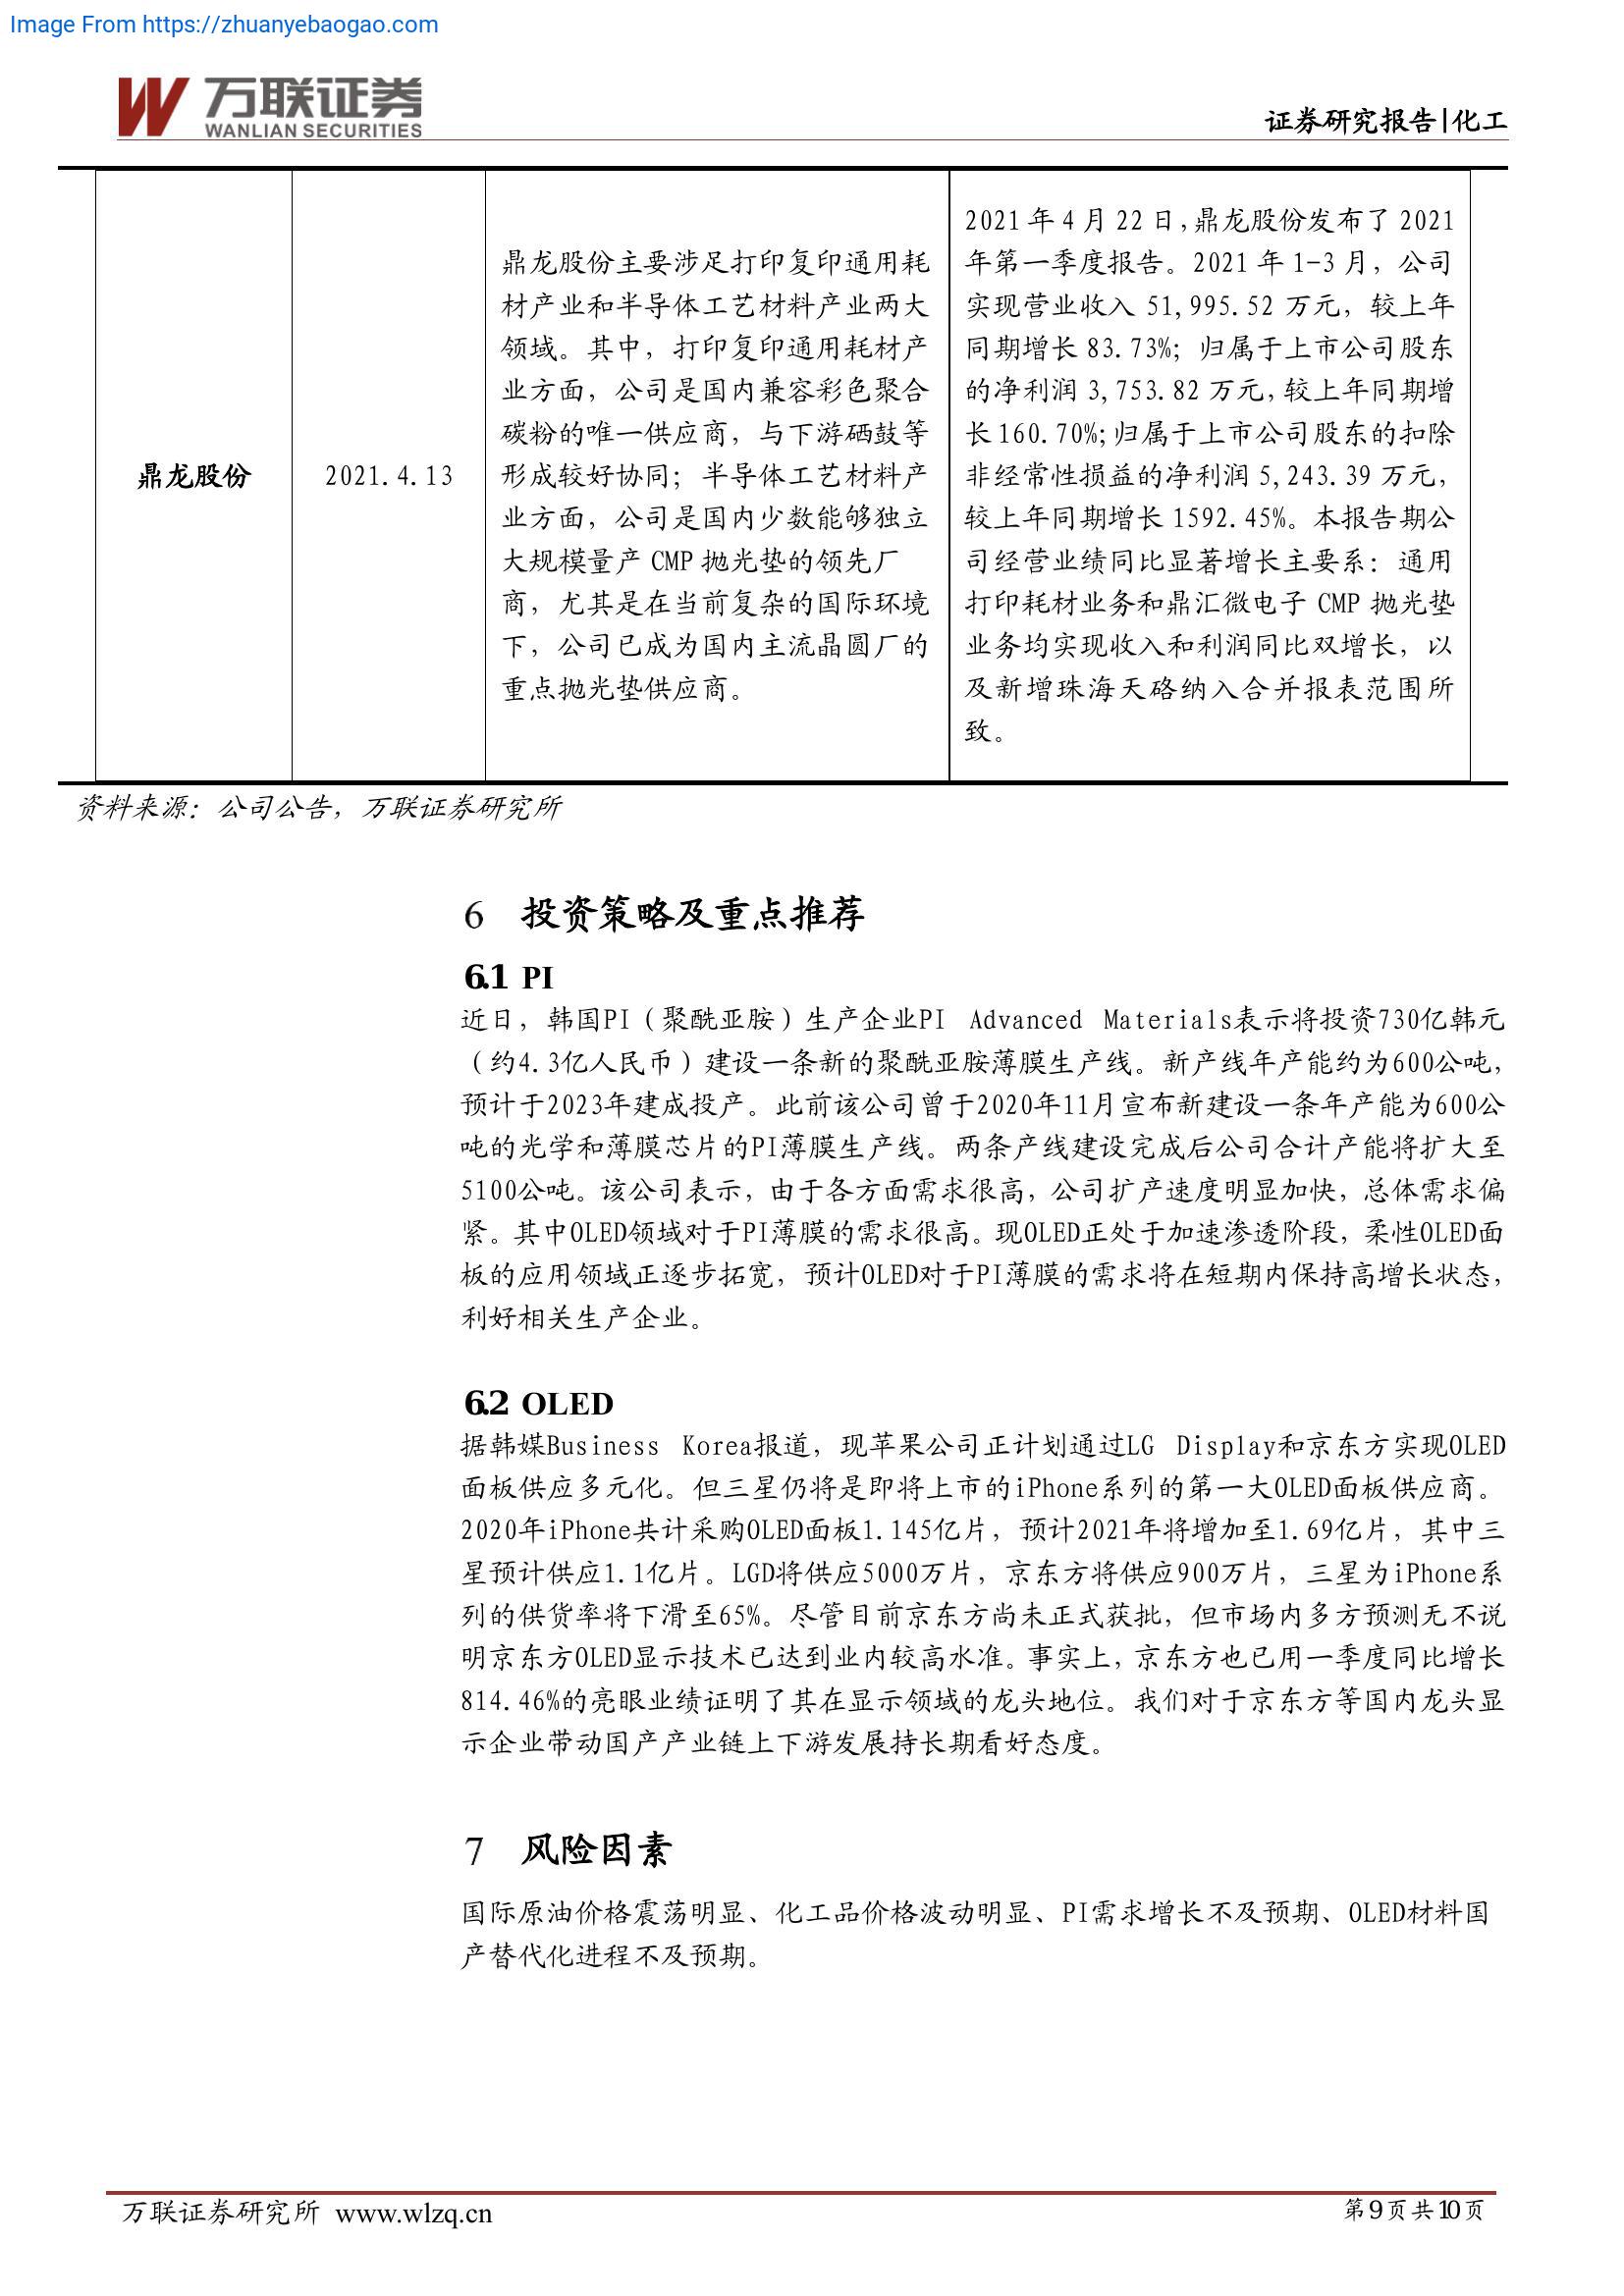 Image From https://zhuanyebaogao.com
万联证券
WANLIAN SECURITIES
证券研究报告|化工
鼎龙股份
2021.4.13
鼎龙股份主要涉足打印复印通用耗
材产业和半导体工艺材料产业两大
领域。其中，打印复印通用耗材产
业方面，公司是国内兼容彩色聚合
碳粉的唯一供应商，与下游硒鼓等
形成较好协同；半导体工艺材料产
业方面，公司是国内少数能够独立
大规模量产 CMP 抛光垫的领先厂
商，尤其是在当前复杂的国际环境
下，公司已成为国内主流晶圆厂的
重点抛光垫供应商。
2021 年 4 月 22 日，鼎龙股份发布了 2021
年第一季度报告。2021 年 1-3 月，公司
实现营业收入 51,995.52 万元，较上年
同期增长 83.73%；归属于上市公司股东
的净利润 3,753.82 万元，较上年同期增
长 160.70%；归属于上市公司股东的扣除
非经常性损益的净利润 5,243.39 万元，
较上年同期增长 1592.45%。本报告期公
司经营业绩同比显著增长主要系：通用
打印耗材业务和鼎汇微电子 CMP 抛光垫
业务均实现收入和利润同比双增长，以
及新增珠海天硌纳入合并报表范围所
致。
资料来源：公司公告，万联证券研究所
6 投资策略及重点推荐
6.1 PI
近日，韩国PI（聚酰亚胺）生产企业PI Advanced Materials表示将投资730亿韩元
（约4.3亿人民币）建设一条新的聚酰亚胺薄膜生产线。新产线年产能约为600公吨，
预计于2023年建成投产。此前该公司曾于2020年11月宣布新建设一条年产能为600公
吨的光学和薄膜芯片的PI薄膜生产线。两条产线建设完成后公司合计产能将扩大至
5100公吨。该公司表示，由于各方面需求很高，公司扩产速度明显加快，总体需求偏
紧。其中OLED领域对于PI薄膜的需求很高。现OLED正处于加速渗透阶段，柔性OLED面
板的应用领域正逐步拓宽，预计OLED对于PI薄膜的需求将在短期内保持高增长状态，
利好相关生产企业。
6.2 OLED
据韩媒Business Korea报道，现苹果公司正计划通过LG Display和京东方实现OLED
面板供应多元化。但三星仍将是即将上市的iPhone系列的第一大OLED面板供应商。
2020年iPhone共计采购OLED面板1.145亿片，预计2021年将增加至1.69亿片，其中三
星预计供应1.1亿片。LGD将供应5000万片，京东方将供应900万片，三星为iPhone系
列的供货率将下滑至65%。尽管目前京东方尚未正式获批，但市场内多方预测无不说
明京东方OLED显示技术已达到业内较高水准。事实上，京东方也已用一季度同比增长
814.46%的亮眼业绩证明了其在显示领域的龙头地位。我们对于京东方等国内龙头显
示企业带动国产产业链上下游发展持长期看好态度。
7 风险因素
国际原油价格震荡明显、化工品价格波动明显、PI需求增长不及预期、OLED材料国
产替代化进程不及预期。
万联证券研究所 www.wlzq.cn
第9页共10页